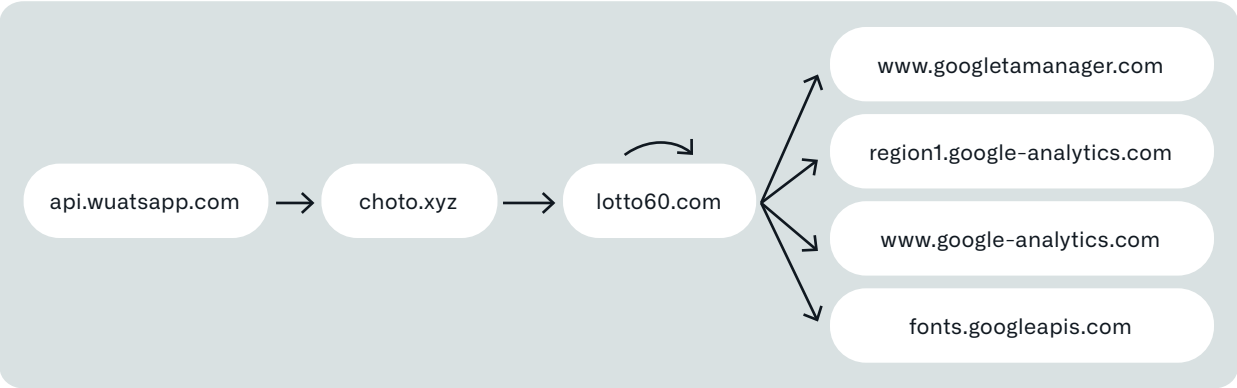 www.googletamanager.com
region1.google-analytics.com
api.wuatsapp.com
choto.xyz
lotto60.com
www.google-analytics.com
fonts.googleapis.com